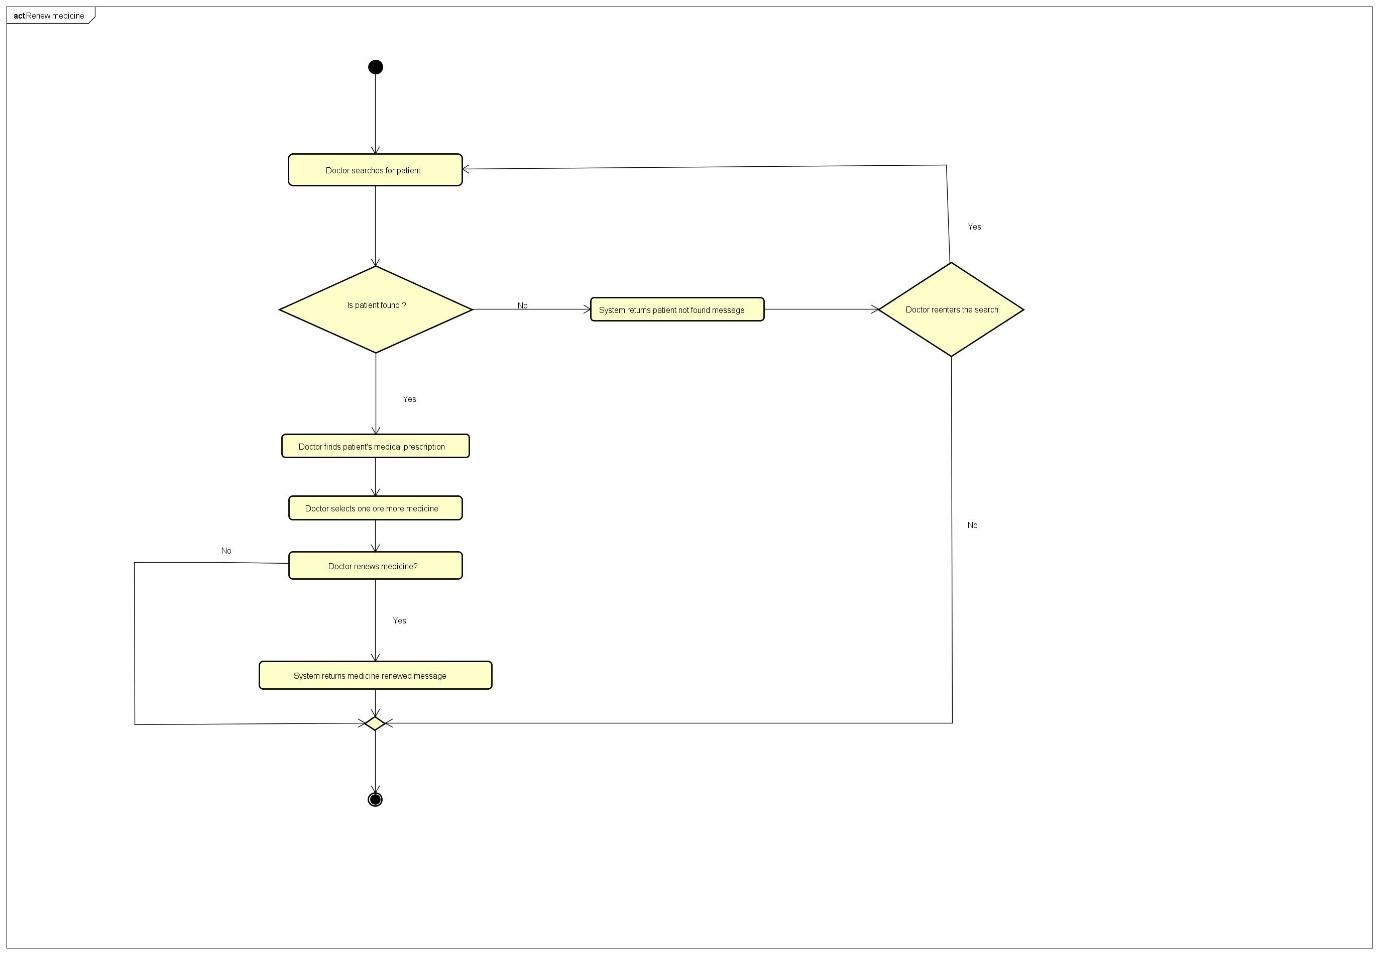 act Renew medicine
Doctor searches for patient
Yes
Is patient found ?
No
System returns patient not found message
Doctor reenters the search
Yes
Doctor finds patient's medical prescription
Doctor selects one ore more medicine
No
No
Doctor renews medicine?
Yes
System returns medicine renewed message